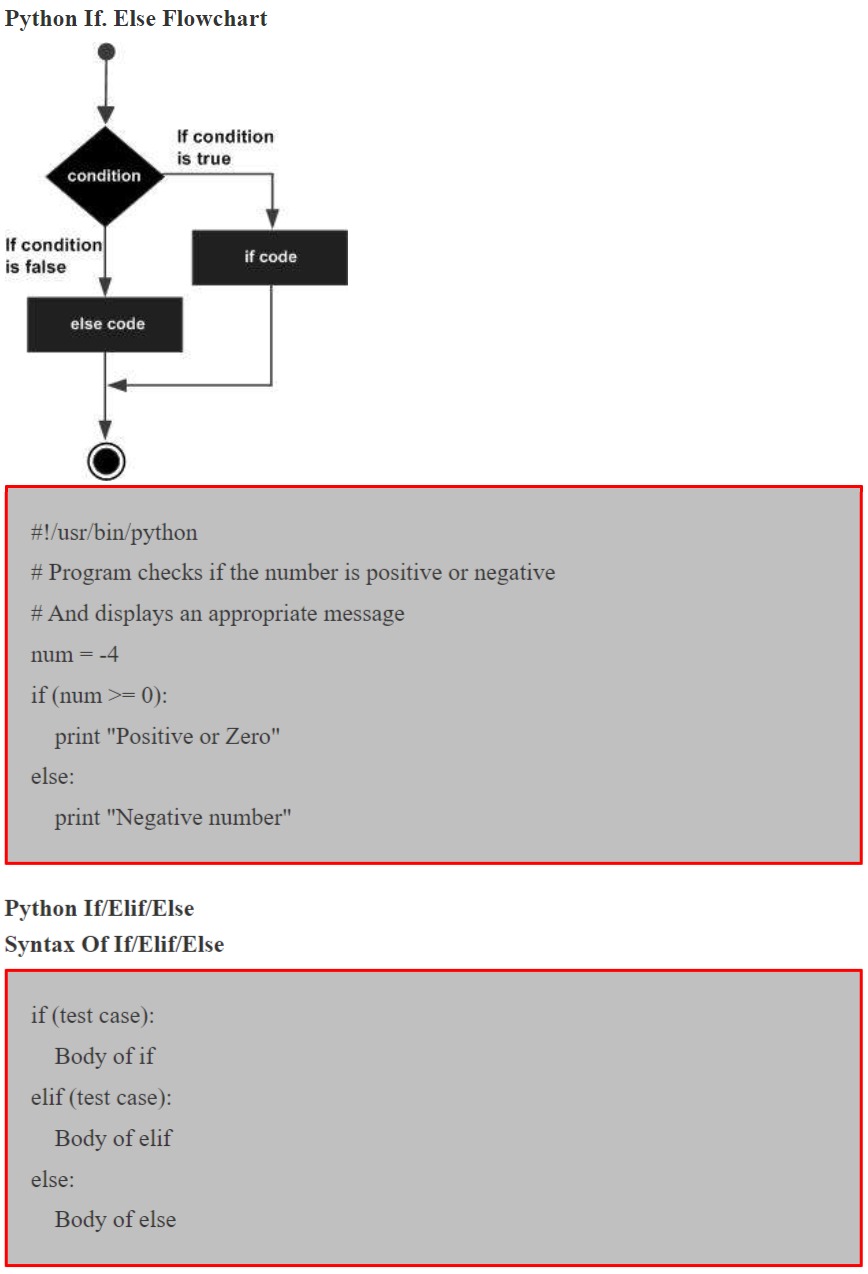 Python If. Else Flowchart
If condition
is true
condition
If condition
is false
if code
else code
#!/usr/bin/python
# Program checks if the number is positive or negative
# And displays an appropriate message
num = -4
if (num >= 0):
    print "Positive or Zero"
else:
    print "Negative number"
Python If/Elif/Else
Syntax Of If/Elif/Else
if (test case):
    Body of if
elif (test case):
    Body of elif
else:
    Body of else